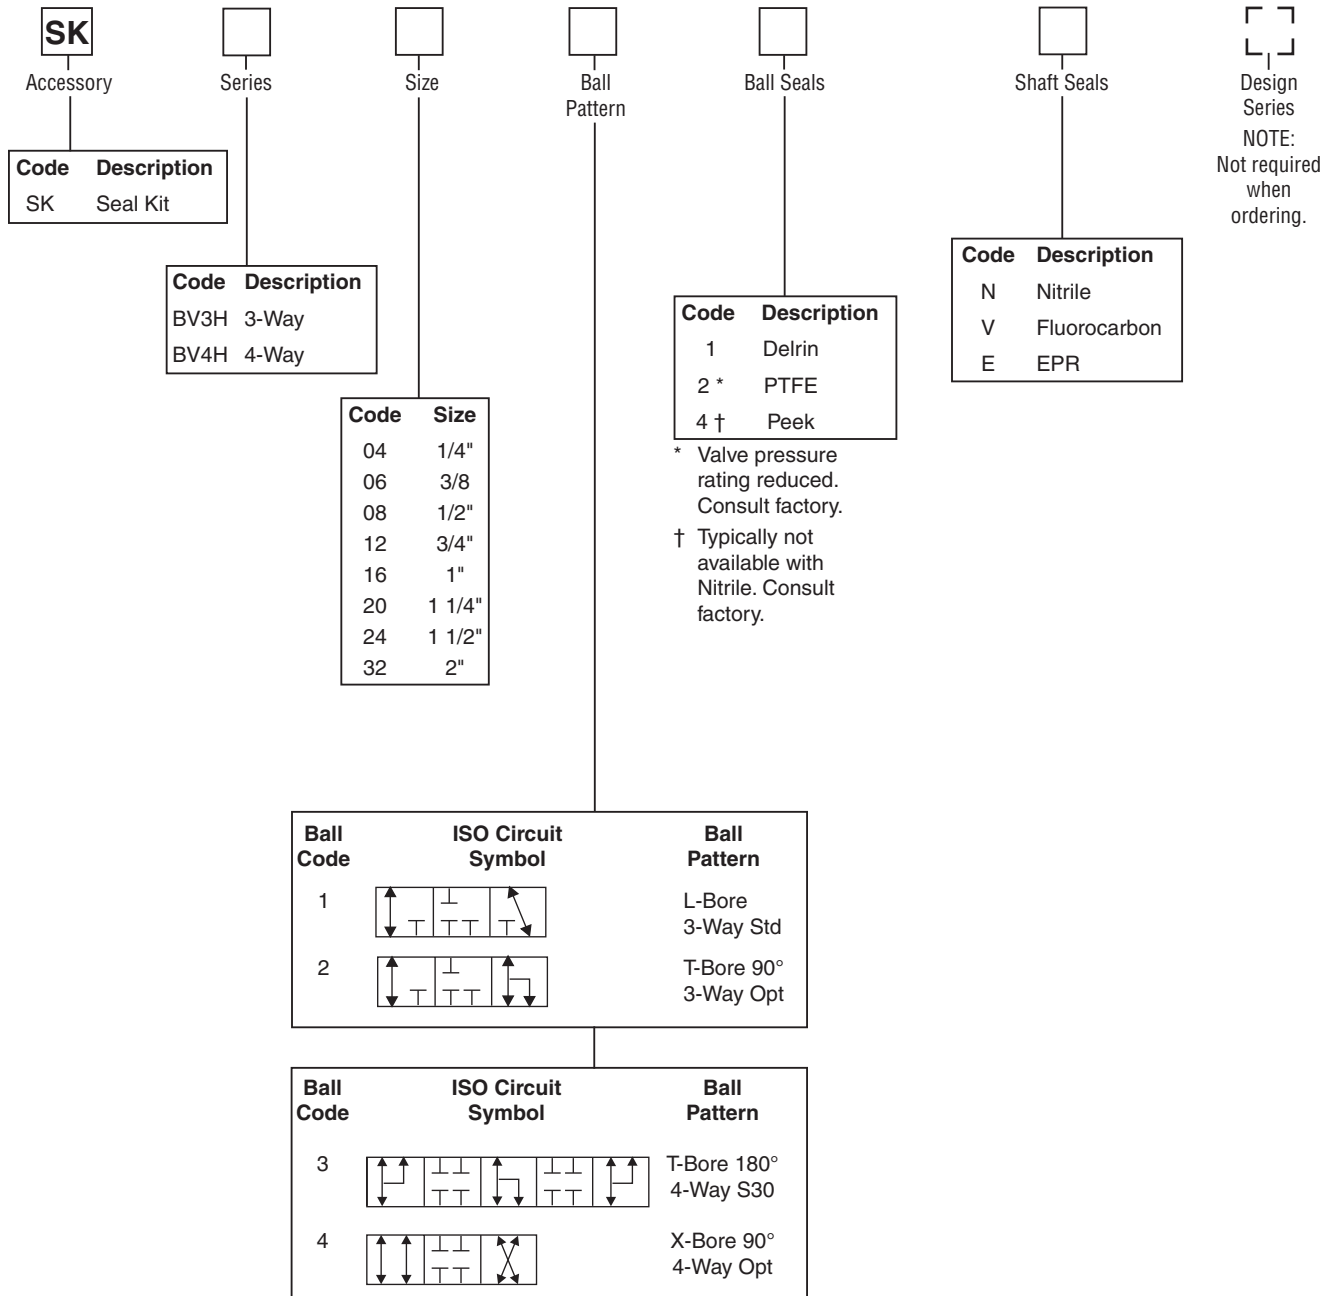 SK
Accessory
Series
Size
Ball
Pattern
Ball Seals
Shaft Seals
Design
Series
NOTE:
Not required
when
ordering.
Code Description
SK Seal Kit
Code Description
BV3H 3-Way
BV4H 4-Way
Code Size
04 1/4"
06 3/8
08 1/2"
12 3/4"
16 1"
20 1 1/4"
24 1 1/2"
32 2"
Code Description
1 Delrin
2 * PTFE
4 † Peek
* Valve pressure
rating reduced.
Consult factory.
† Typically not
available with
Nitrile. Consult
factory.
Code Description
N Nitrile
V Fluorocarbon
E EPR
Ball
Code
ISO Circuit
Symbol
Ball
Pattern
1
L-Bore
3-Way Std
2
T-Bore 90°
3-Way Opt
Ball
Code
ISO Circuit
Symbol
Ball
Pattern
3
T-Bore 180°
4-Way S30
4
X-Bore 90°
4-Way Opt